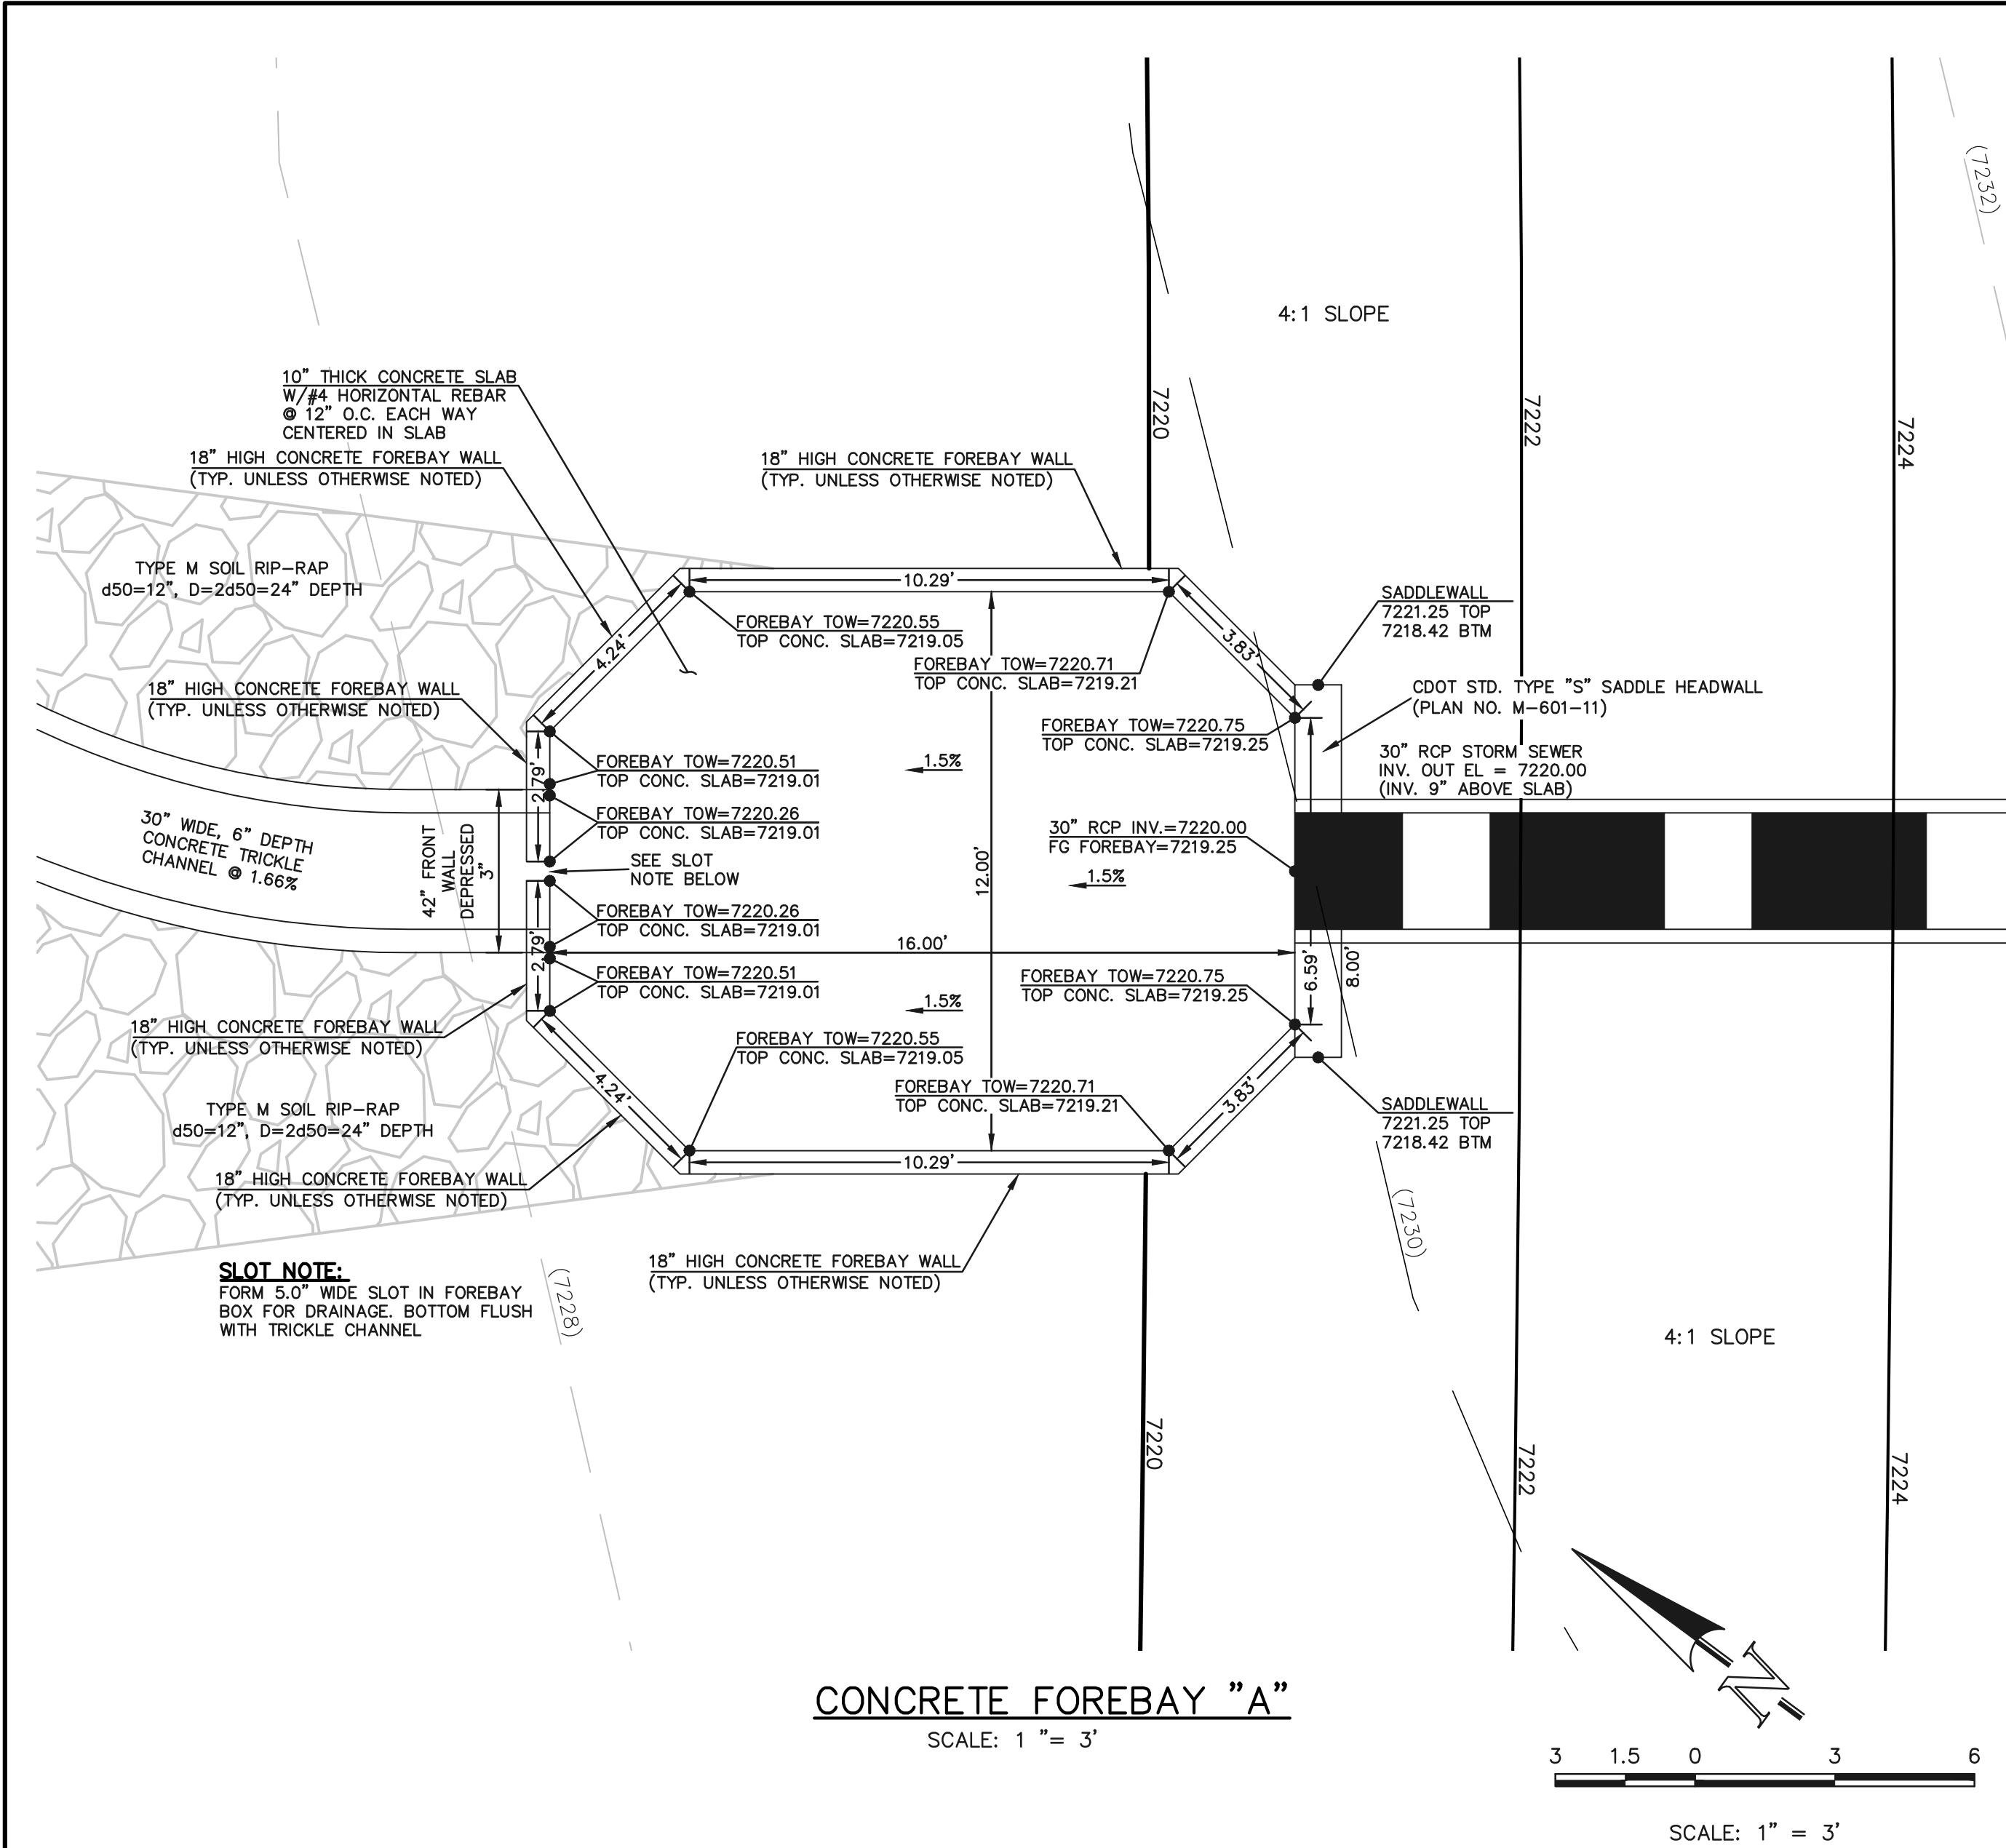 (7232)
4:1 SLOPE
7220
7222
7224
10" THICK CONCRETE SLAB
W/#4 HORIZONTAL REBAR
@ 12" O.C. EACH WAY
CENTERED IN SLAB
18" HIGH CONCRETE FOREBAY WALL
(TYP. UNLESS OTHERWISE NOTED)
18" HIGH CONCRETE FOREBAY WALL
(TYP. UNLESS OTHERWISE NOTED)
TYPE M SOIL RIP-RAP
d50=12", D=2d50=24" DEPTH
10.29'
4.24'
3.83'
FOREBAY TOW=7220.55
TOP CONC. SLAB=7219.05
FOREBAY TOW=7220.71
TOP CONC. SLAB=7219.21
SADDLEWALL
7221.25 TOP
7218.42 BTM
18" HIGH CONCRETE FOREBAY WALL
(TYP. UNLESS OTHERWISE NOTED)
CDOT STD. TYPE "S" SADDLE HEADWALL
(PLAN NO. M-601-11)
FOREBAY TOW=7220.75
TOP CONC. SLAB=7219.25
30" RCP STORM SEWER
INV. OUT EL = 7220.00
(INV. 9" ABOVE SLAB)
2.79'
FOREBAY TOW=7220.51
TOP CONC. SLAB=7219.01
1.5%
FOREBAY TOW=7220.26
TOP CONC. SLAB=7219.01
30" WIDE, 6" DEPTH
CONCRETE TRICKLE
CHANNEL @ 1.66%
42" FRONT
WALL
DEPRESSED
3"
SEE SLOT
NOTE BELOW
30" RCP INV.=7220.00
FG FOREBAY=7219.25
1.5%
12.00'
FOREBAY TOW=7220.26
TOP CONC. SLAB=7219.01
2.79'
16.00'
6.59'
8.00'
FOREBAY TOW=7220.51
TOP CONC. SLAB=7219.01
1.5%
FOREBAY TOW=7220.75
TOP CONC. SLAB=7219.25
18" HIGH CONCRETE FOREBAY WALL
(TYP. UNLESS OTHERWISE NOTED)
FOREBAY TOW=7220.55
TOP CONC. SLAB=7219.05
FOREBAY TOW=7220.71
TOP CONC. SLAB=7219.21
4.24'
3.83'
SADDLEWALL
7221.25 TOP
7218.42 BTM
TYPE M SOIL RIP-RAP
d50=12", D=2d50=24" DEPTH
10.29'
18" HIGH CONCRETE FOREBAY WALL
(TYP. UNLESS OTHERWISE NOTED)
(7230)
18" HIGH CONCRETE FOREBAY WALL
(TYP. UNLESS OTHERWISE NOTED)
SLOT NOTE:
FORM 5.0" WIDE SLOT IN FOREBAY
BOX FOR DRAINAGE. BOTTOM FLUSH
WITH TRICKLE CHANNEL
(7228)
4:1 SLOPE
7220
7222
7224
CONCRETE FOREBAY "A"
SCALE: 1 "= 3'
N
3 1.5 0 3 6
SCALE: 1" = 3'